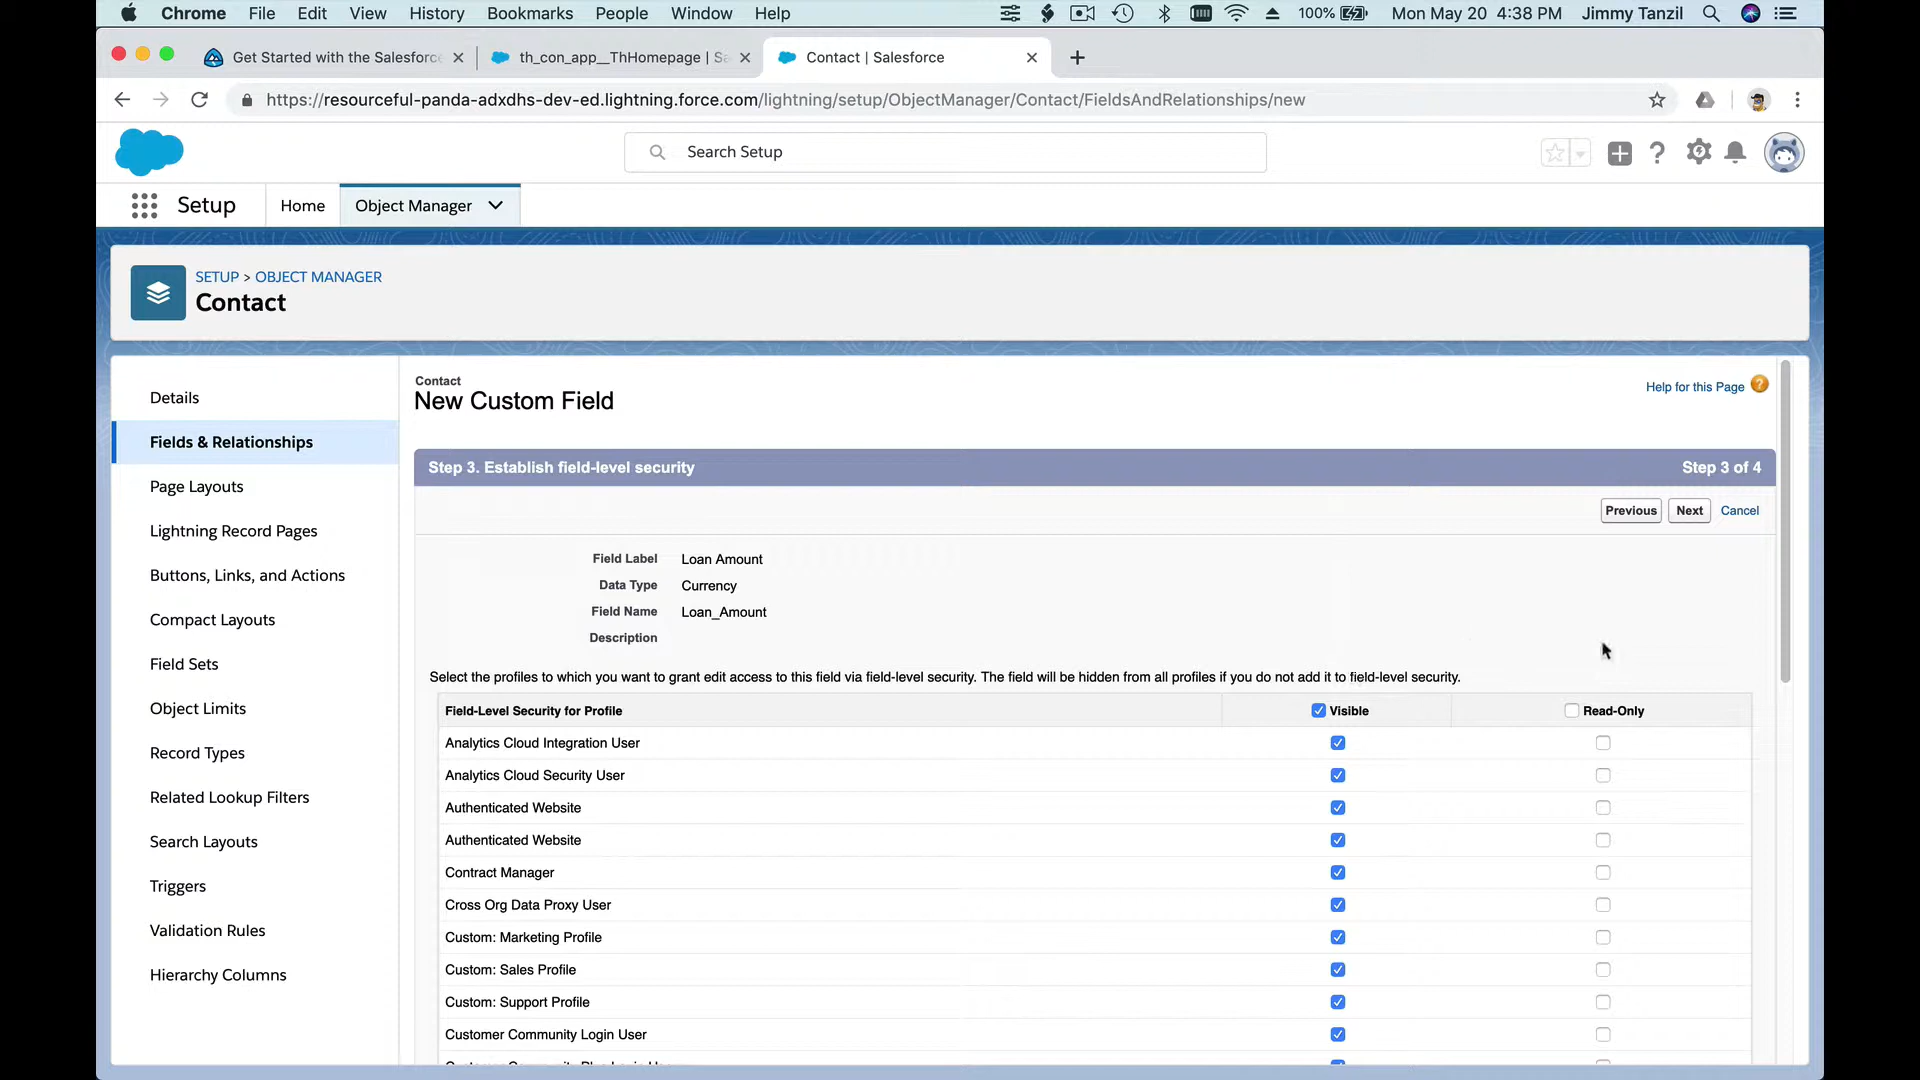 Chrome File Edit View History Bookmarks People Window Help 100% Mon May 20 4:38 PM Jimmy Tanzil
Get Started with the Salesforce th_con_app__ThHomepage | Sa Contact | Salesforce
https://resourceful-panda-adxdhs-dev-ed.lightning.force.com/lightning/setup/ObjectManager/Contact/FieldsAndRelationships/new
Search Setup
Setup Home Object Manager
SETUP > OBJECT MANAGER
Contact
Details
Fields & Relationships
Page Layouts
Lightning Record Pages
Buttons, Links, and Actions
Compact Layouts
Field Sets
Object Limits
Record Types
Related Lookup Filters
Search Layouts
Triggers
Validation Rules
Hierarchy Columns
Contact
New Custom Field
Help for this Page ?
Step 3. Establish field-level security Step 3 of 4
Previous Next Cancel
Field Label Loan Amount
Data Type Currency
Field Name Loan_Amount
Description
Select the profiles to which you want to grant edit access to this field via field-level security. The field will be hidden from all profiles if you do not add it to field-level security.
Field-Level Security for Profile Visible Read-Only
Analytics Cloud Integration User
Analytics Cloud Security User
Authenticated Website
Authenticated Website
Contract Manager
Cross Org Data Proxy User
Custom: Marketing Profile
Custom: Sales Profile
Custom: Support Profile
Customer Community Login User